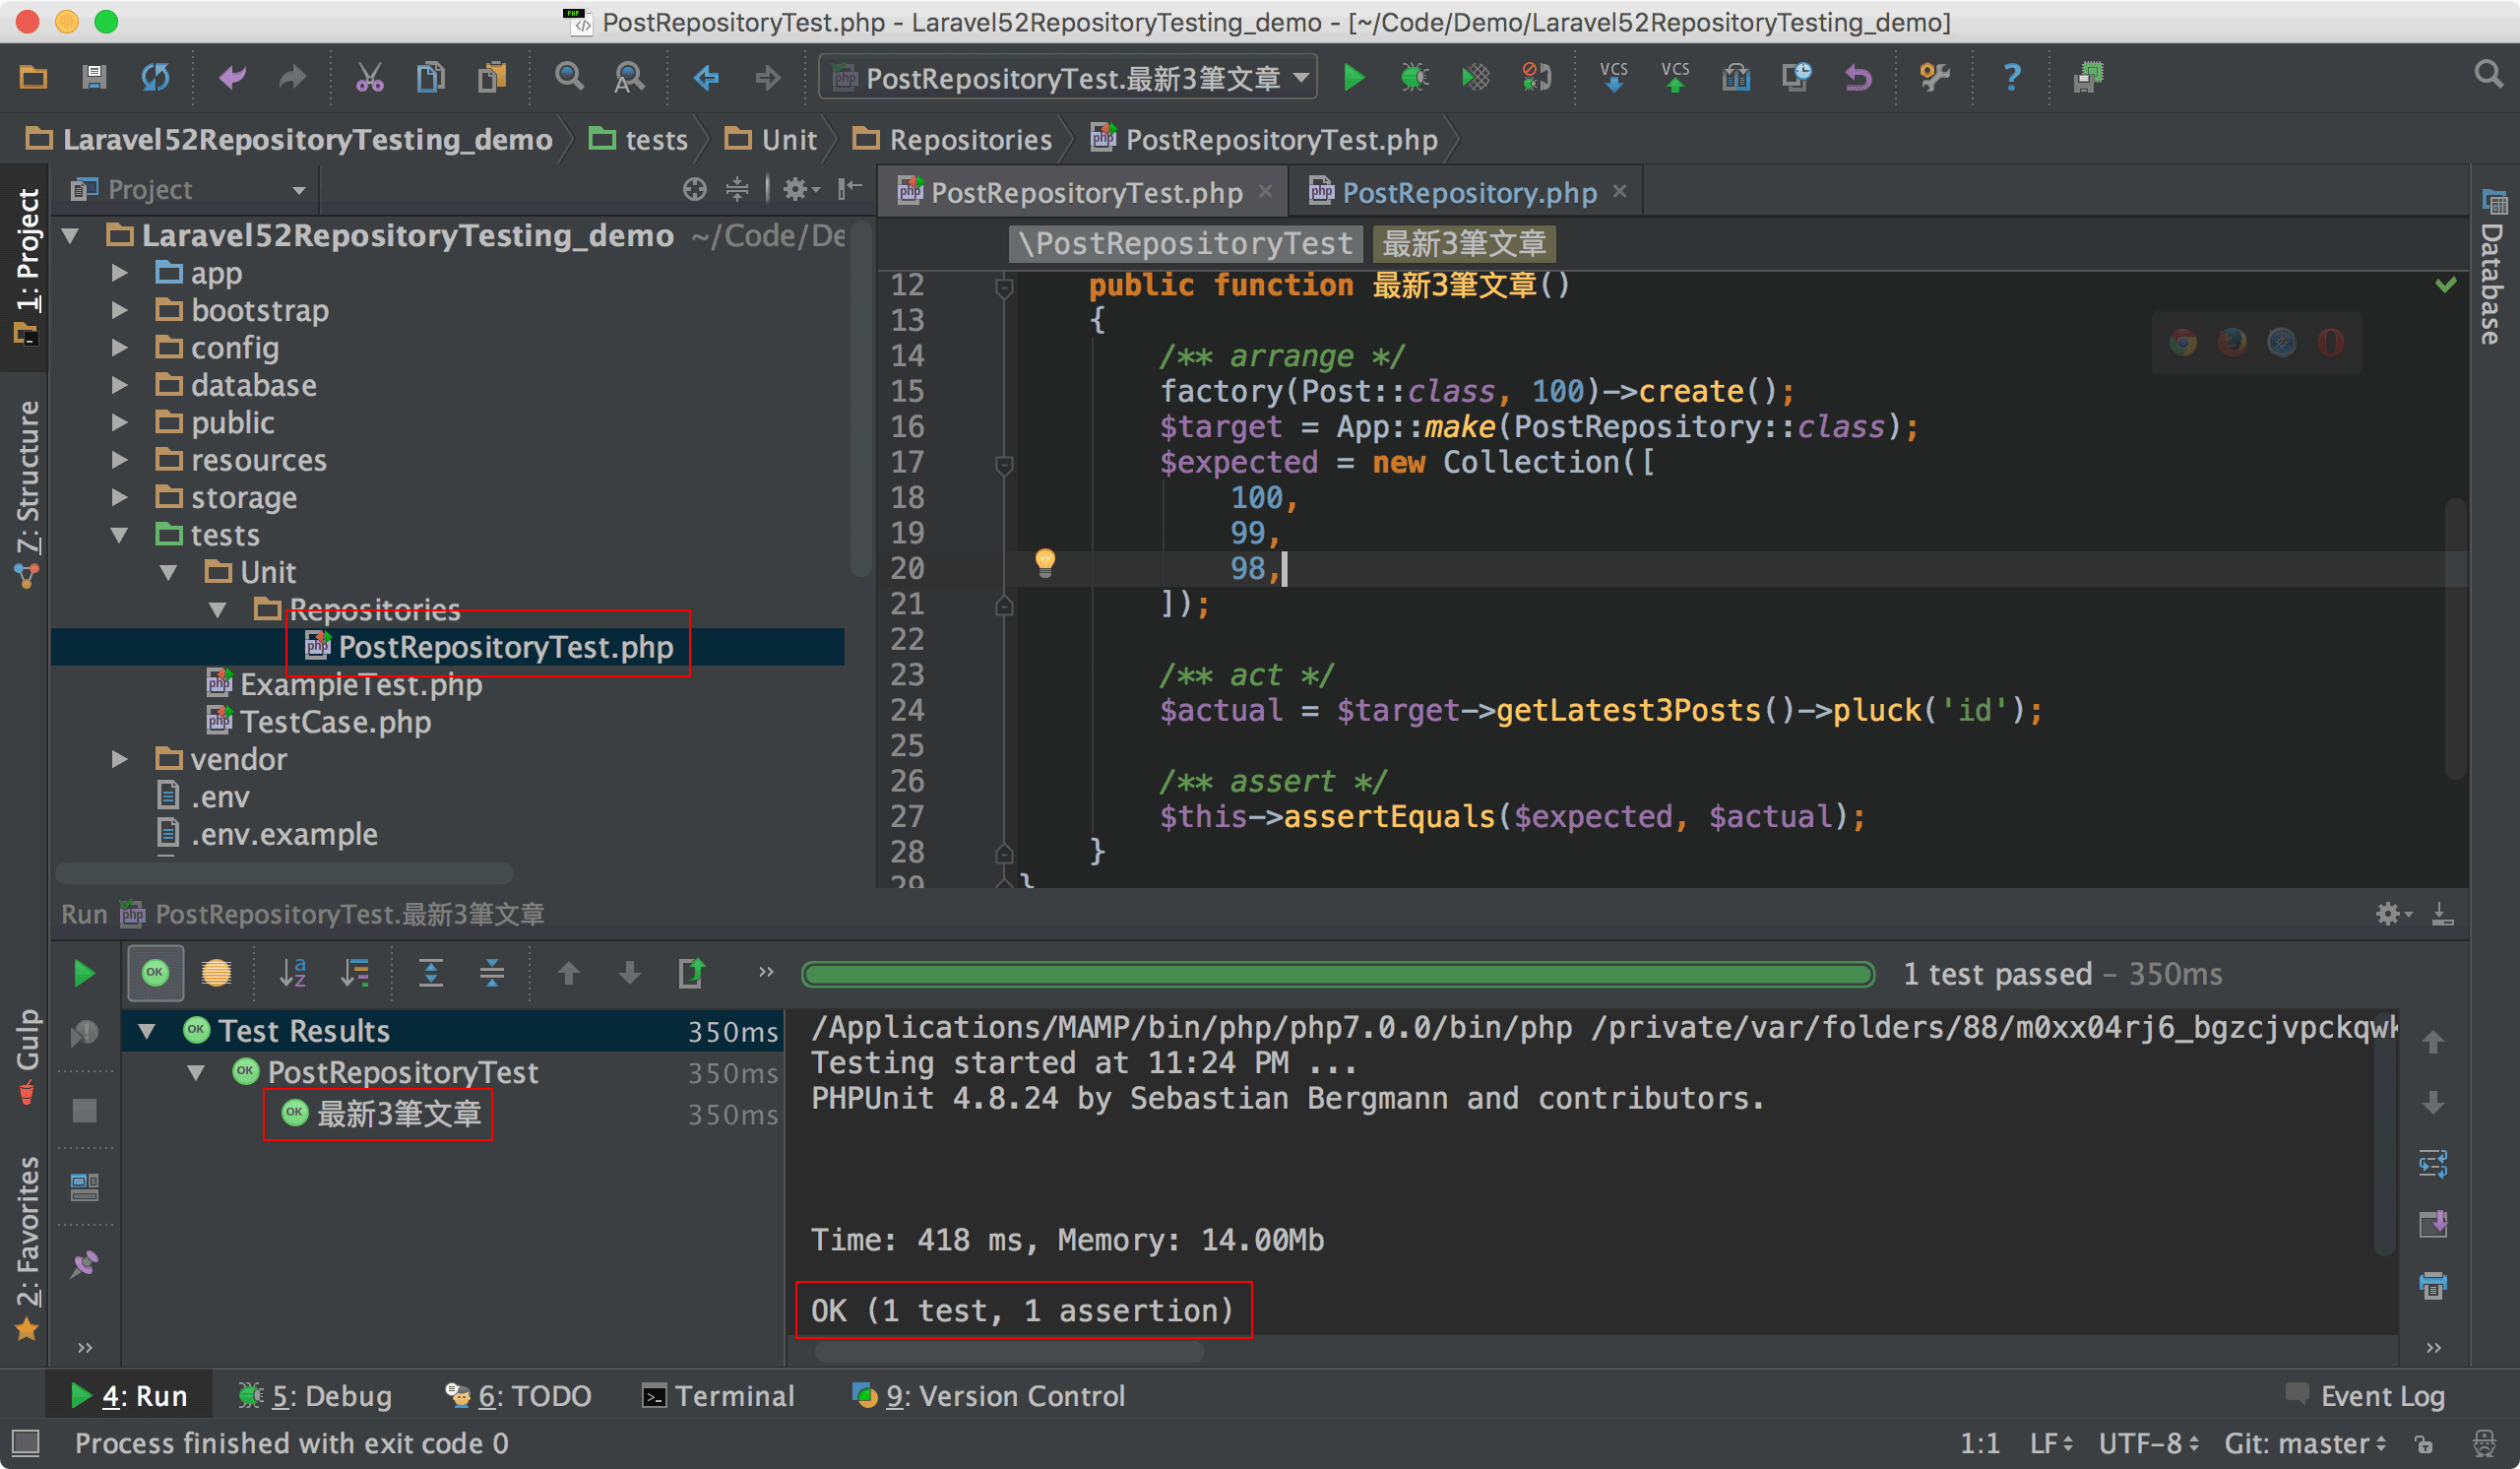 PostRepositoryTest.php - Laravel52RepositoryTesting_demo - [~/Code/Demo/Laravel52RepositoryTesting_demo]
PostRepositoryTest.最新3筆文章
VCS VCS
Laravel52RepositoryTesting_demo tests Unit Repositories PostRepositoryTest.php
1: Project
7: Structure
Gulp
2: Favorites
Project
Laravel52RepositoryTesting_demo ~/Code/De
app
bootstrap
config
database
public
resources
storage
tests
Unit
Repositories
PostRepositoryTest.php
ExampleTest.php
TestCase.php
vendor
.env
.env.example
PostRepositoryTest.php PostRepository.php
\PostRepositoryTest 最新3筆文章
12 public function 最新3筆文章()
13 {
14 /** arrange */
15 factory(Post::class, 100)->create();
16 $target = App::make(PostRepository::class);
17 $expected = new Collection([
18 100,
19 99,
20 98,
21 ]);
22
23 /** act */
24 $actual = $target->getLatest3Posts()->pluck('id');
25
26 /** assert */
27 $this->assertEquals($expected, $actual);
28 }
29 }
Database
Run PostRepositoryTest.最新3筆文章
1 test passed – 350ms
Test Results 350ms
PostRepositoryTest 350ms
最新3筆文章 350ms
/Applications/MAMP/bin/php/php7.0.0/bin/php /private/var/folders/88/m0xx04rj6_bgzcjvpckqwk
Testing started at 11:24 PM ...
PHPUnit 4.8.24 by Sebastian Bergmann and contributors.
Time: 418 ms, Memory: 14.00Mb
OK (1 test, 1 assertion)
4: Run 5: Debug 6: TODO Terminal 9: Version Control Event Log
Process finished with exit code 0 1:1 LF UTF-8 Git: master